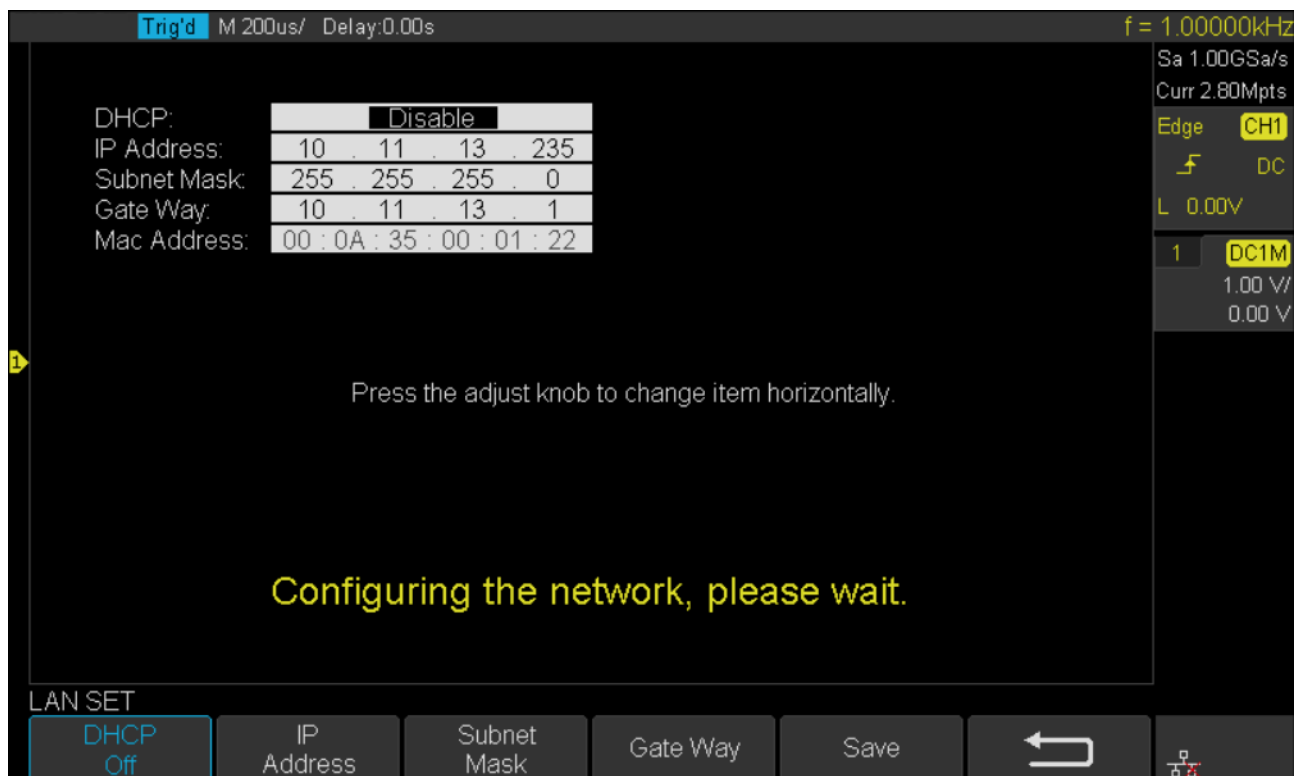 Trig'd M 200us/ Delay:0.00s f = 1.00000kHz
Sa 1.00GSa/s
Curr 2.80Mpts
DHCP: Disable
Edge CH1
IP Address: 10 . 11 . 13 . 235
DC
Subnet Mask: 255 . 255 . 255 . 0
Gate Way: 10 . 11 . 13 . 1
L 0.00V
Mac Address: 00 : 0A : 35 : 00 : 01 : 22
1 DC1M
1.00 V/
0.00 V
1
Press the adjust knob to change item horizontally.
Configuring the network, please wait.
LAN SET
DHCP
Off
IP
Address
Subnet
Mask
Gate Way
Save